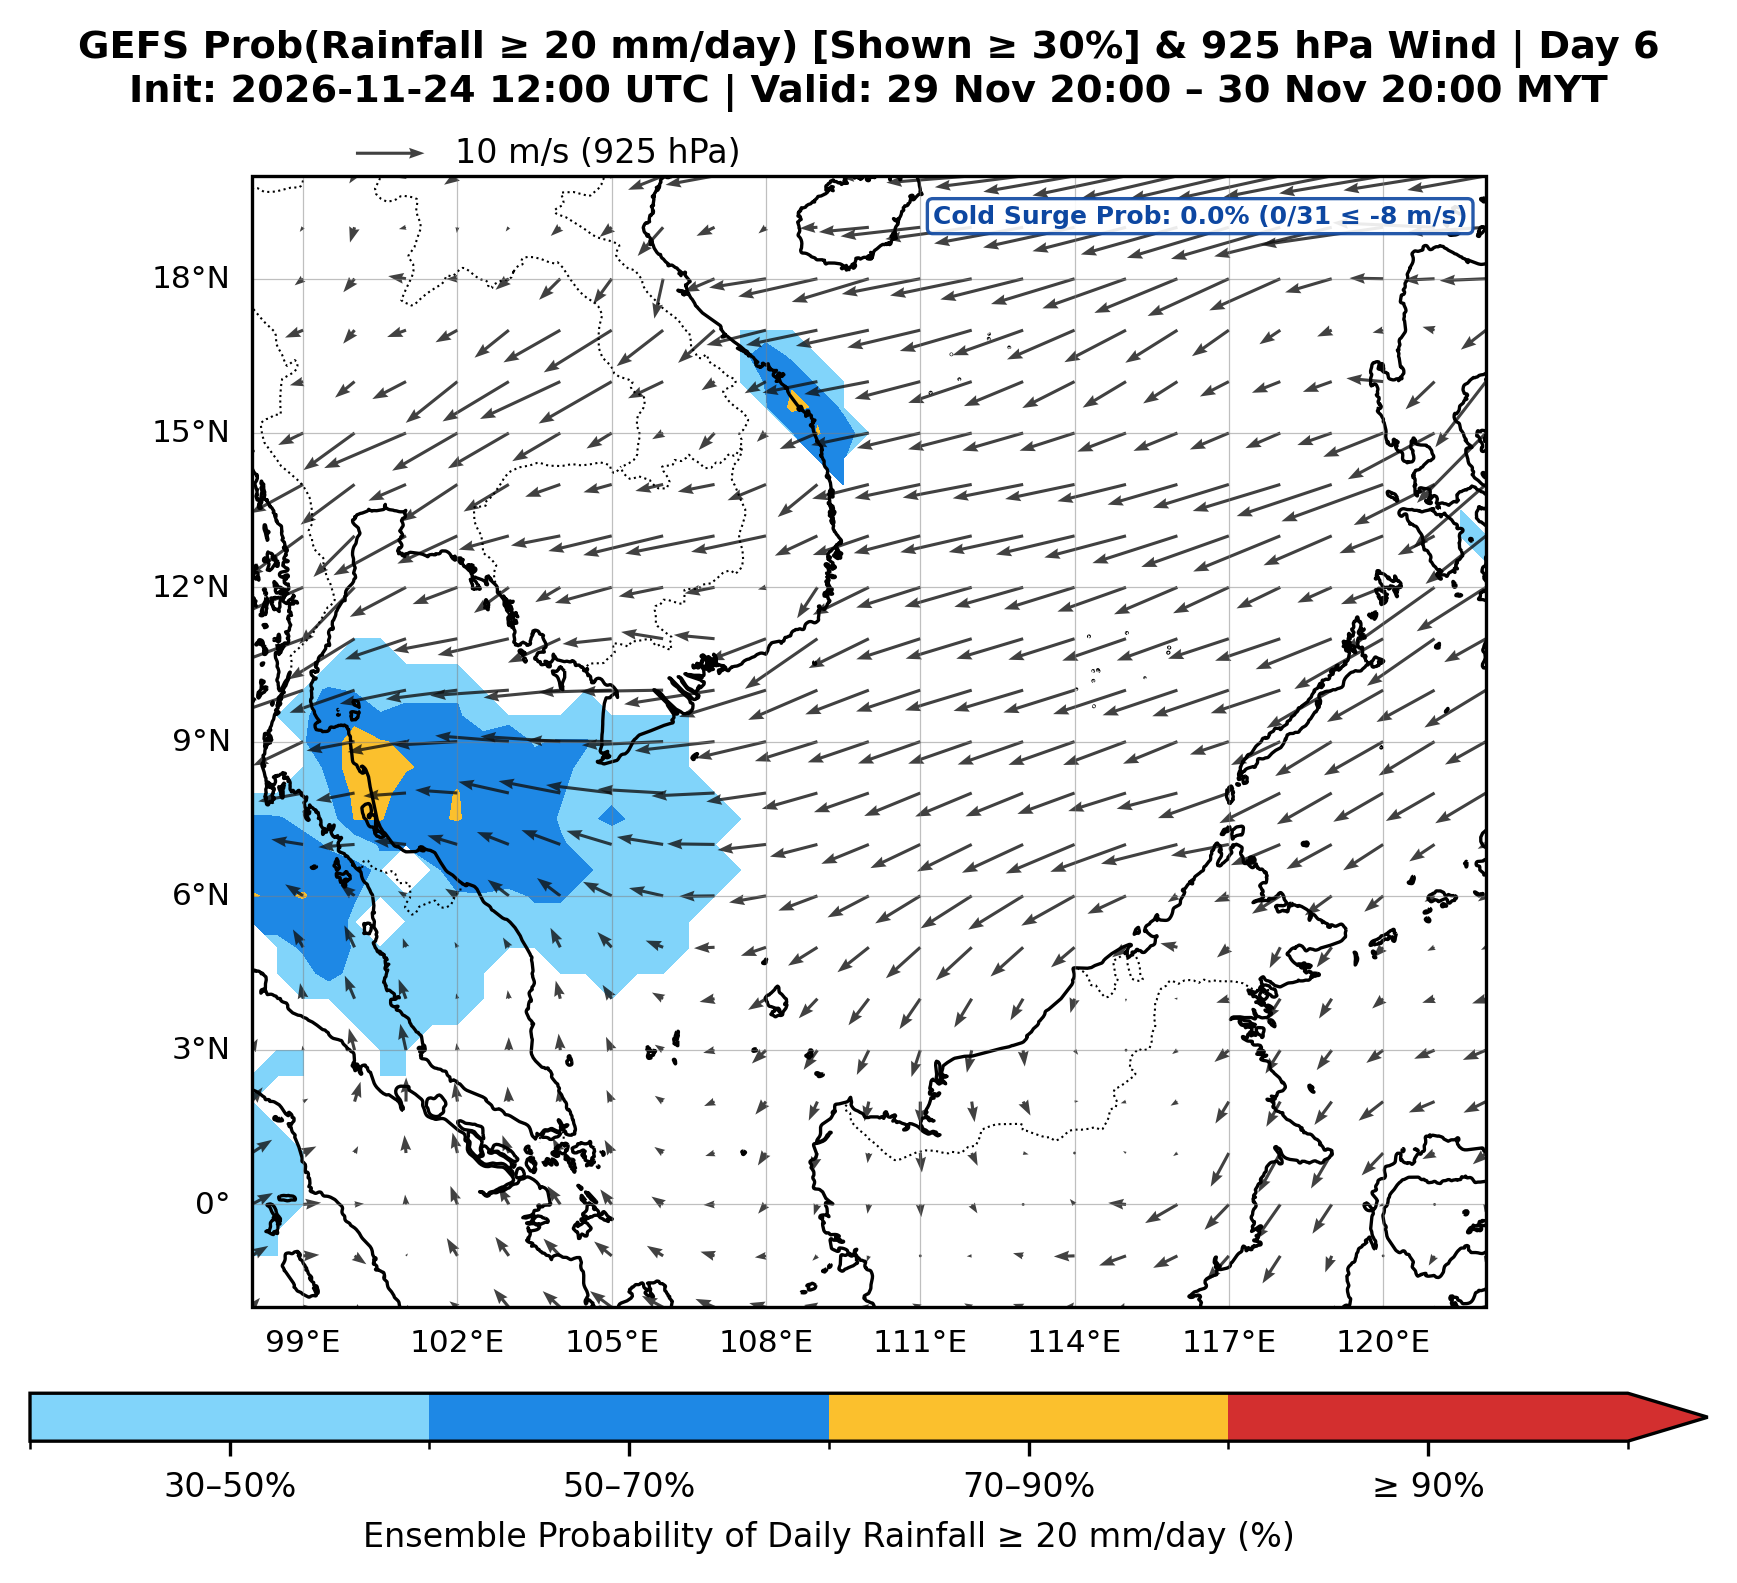 GEFS Prob(Rainfall ≥ 20 mm/day) [Shown ≥ 30%] & 925 hPa Wind | Day 6
Init: 2026-11-24 12:00 UTC | Valid: 29 Nov 20:00 – 30 Nov 20:00 MYT
10 m/s (925 hPa)
Cold Surge Prob: 0.0% (0/31 ≤ -8 m/s)
18°N
15°N
12°N
9°N
6°N
3°N
0°
99°E 102°E 105°E 108°E 111°E 114°E 117°E 120°E
30–50% 50–70% 70–90% ≥ 90%
Ensemble Probability of Daily Rainfall ≥ 20 mm/day (%)